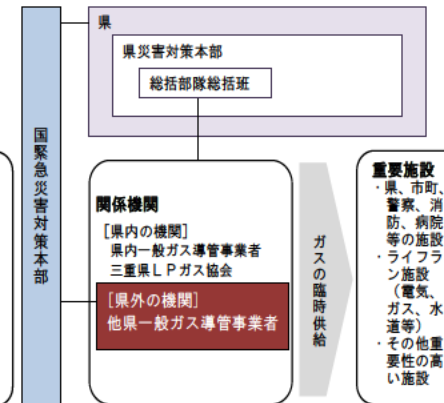 県
県災害対策本部
総括部隊総括班
国緊急災害対策本部
関係機関
［県内の機関］
県内一般ガス導管事業者
三重県ＬＰガス協会
［県外の機関］
他県一般ガス導管事業者
ガスの臨時供給
重要施設
・県、市町、
警察、消
防、病院
等の施設
・ライフラ
ン施設
（電気、
ガス、水
道等）
・その他重
要性の高
い施設